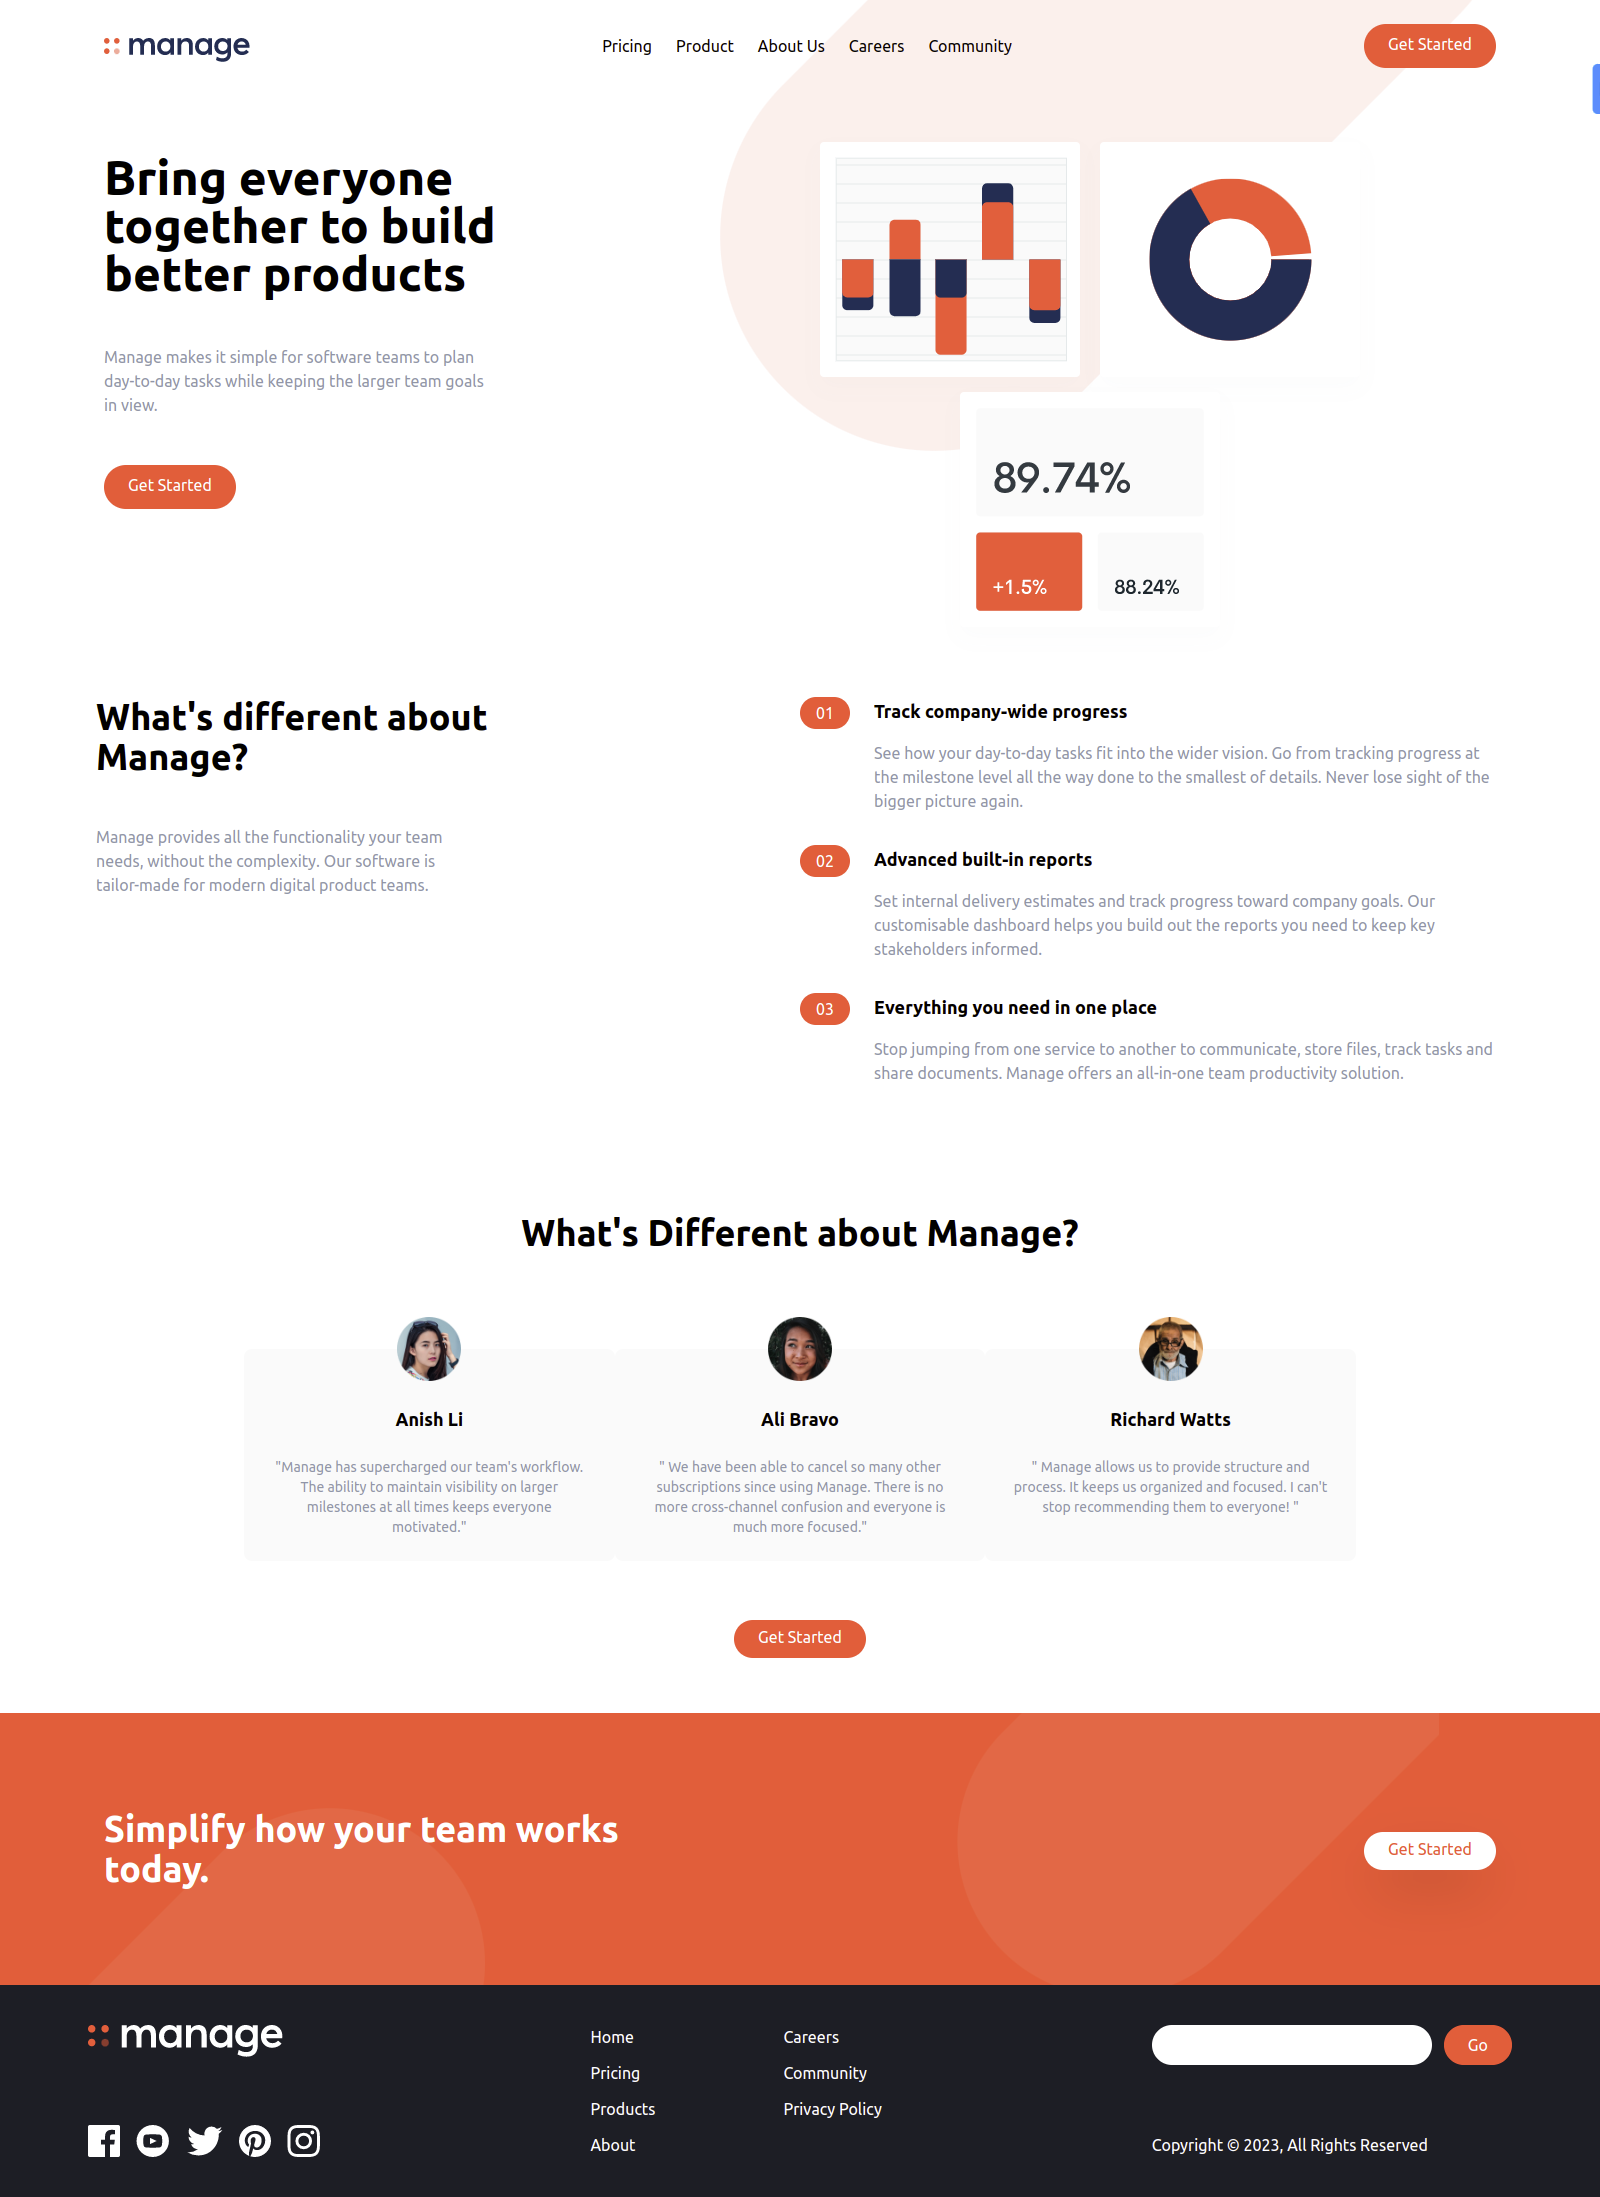 manage
Pricing Product About Us Careers Community
Get Started
Bring everyone
together to build
better products
Manage makes it simple for software teams to plan
day-to-day tasks while keeping the larger team goals
in view.
Get Started
89.74%
+1.5%
88.24%
What's different about
Manage?
Manage provides all the functionality your team
needs, without the complexity. Our software is
tailor-made for modern digital product teams.
01
Track company-wide progress
See how your day-to-day tasks fit into the wider vision. Go from tracking progress at
the milestone level all the way done to the smallest of details. Never lose sight of the
bigger picture again.
02
Advanced built-in reports
Set internal delivery estimates and track progress toward company goals. Our
customisable dashboard helps you build out the reports you need to keep key
stakeholders informed.
03
Everything you need in one place
Stop jumping from one service to another to communicate, store files, track tasks and
share documents. Manage offers an all-in-one team productivity solution.
What's Different about Manage?
Anish Li
"Manage has supercharged our team's workflow.
The ability to maintain visibility on larger
milestones at all times keeps everyone
motivated."
Ali Bravo
" We have been able to cancel so many other
subscriptions since using Manage. There is no
more cross-channel confusion and everyone is
much more focused."
Richard Watts
" Manage allows us to provide structure and
process. It keeps us organized and focused. I can't
stop recommending them to everyone! "
Get Started
Simplify how your team works
today.
Get Started
manage
Home
Pricing
Products
About
Careers
Community
Privacy Policy
Go
Copyright © 2023, All Rights Reserved